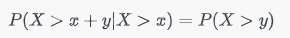 P(X > x + y|X > x) = P(X > y)